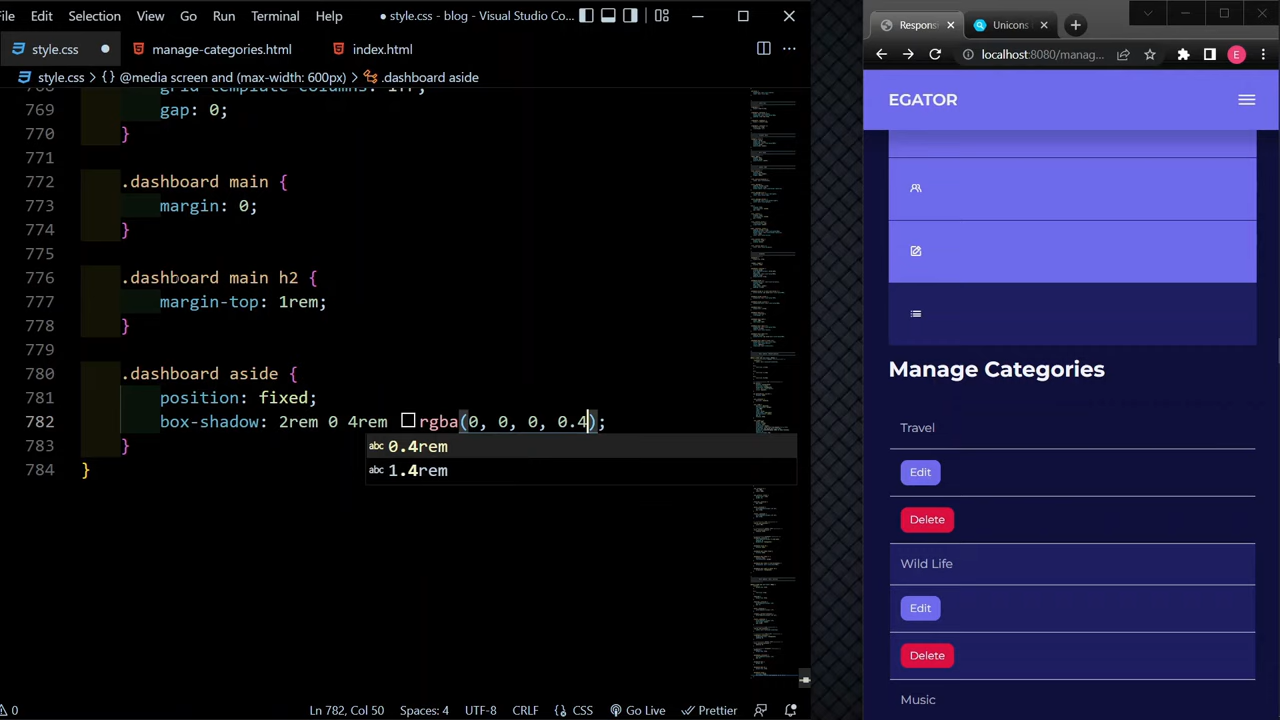 File Edit Selection View Go Run Terminal Help ● style.css - blog - Visual Studio Co...
style.css ● manage-categories.html index.html
style.css > {} @media screen and (max-width: 600px) > .dashboard aside
769 gap: 0;
770 }
771
772 .dashboard main {
773 margin: 0;
774 }
775
776 .dashboard main h2 {
777 margin-top: 1rem;
778 }
779
780 .dashboard aside {
781 position: fixed;
782 box-shadow: 2rem 0 4rem rgba(0, 0, 0, 0.4);
abc 0.4rem
783 }
abc 1.4rem
784 }
0 Ln 782, Col 50 Spaces: 4 UTF-8 CRLF {} CSS Go Live Prettier
Respons Unicons
localhost:8080/manag... E
EGATOR
Manage Categories
Travel
Edit
Delete
Wild Life
Edit
Delete
Music